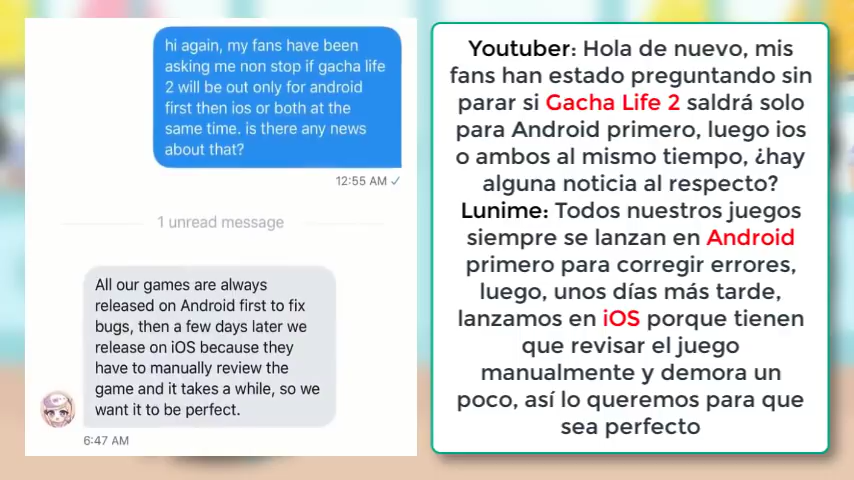 hi again, my fans have been
asking me non stop if gacha life
2 will be out only for android
first then ios or both at the
same time. is there any news
about that?
12:55 AM ✓
1 unread message
All our games are always
released on Android first to fix
bugs, then a few days later we
release on iOS because they
have to manually review the
game and it takes a while, so we
want it to be perfect.
6:47 AM
Youtuber: Hola de nuevo, mis
fans han estado preguntando sin
parar si Gacha Life 2 saldrá solo
para Android primero, luego ios
o ambos al mismo tiempo, ¿hay
alguna noticia al respecto?
Lunime: Todos nuestros juegos
siempre se lanzan en Android
primero para corregir errores,
luego, unos días más tarde,
lanzamos en iOS porque tienen
que revisar el juego
manualmente y demora un
poco, así lo queremos para que
sea perfecto